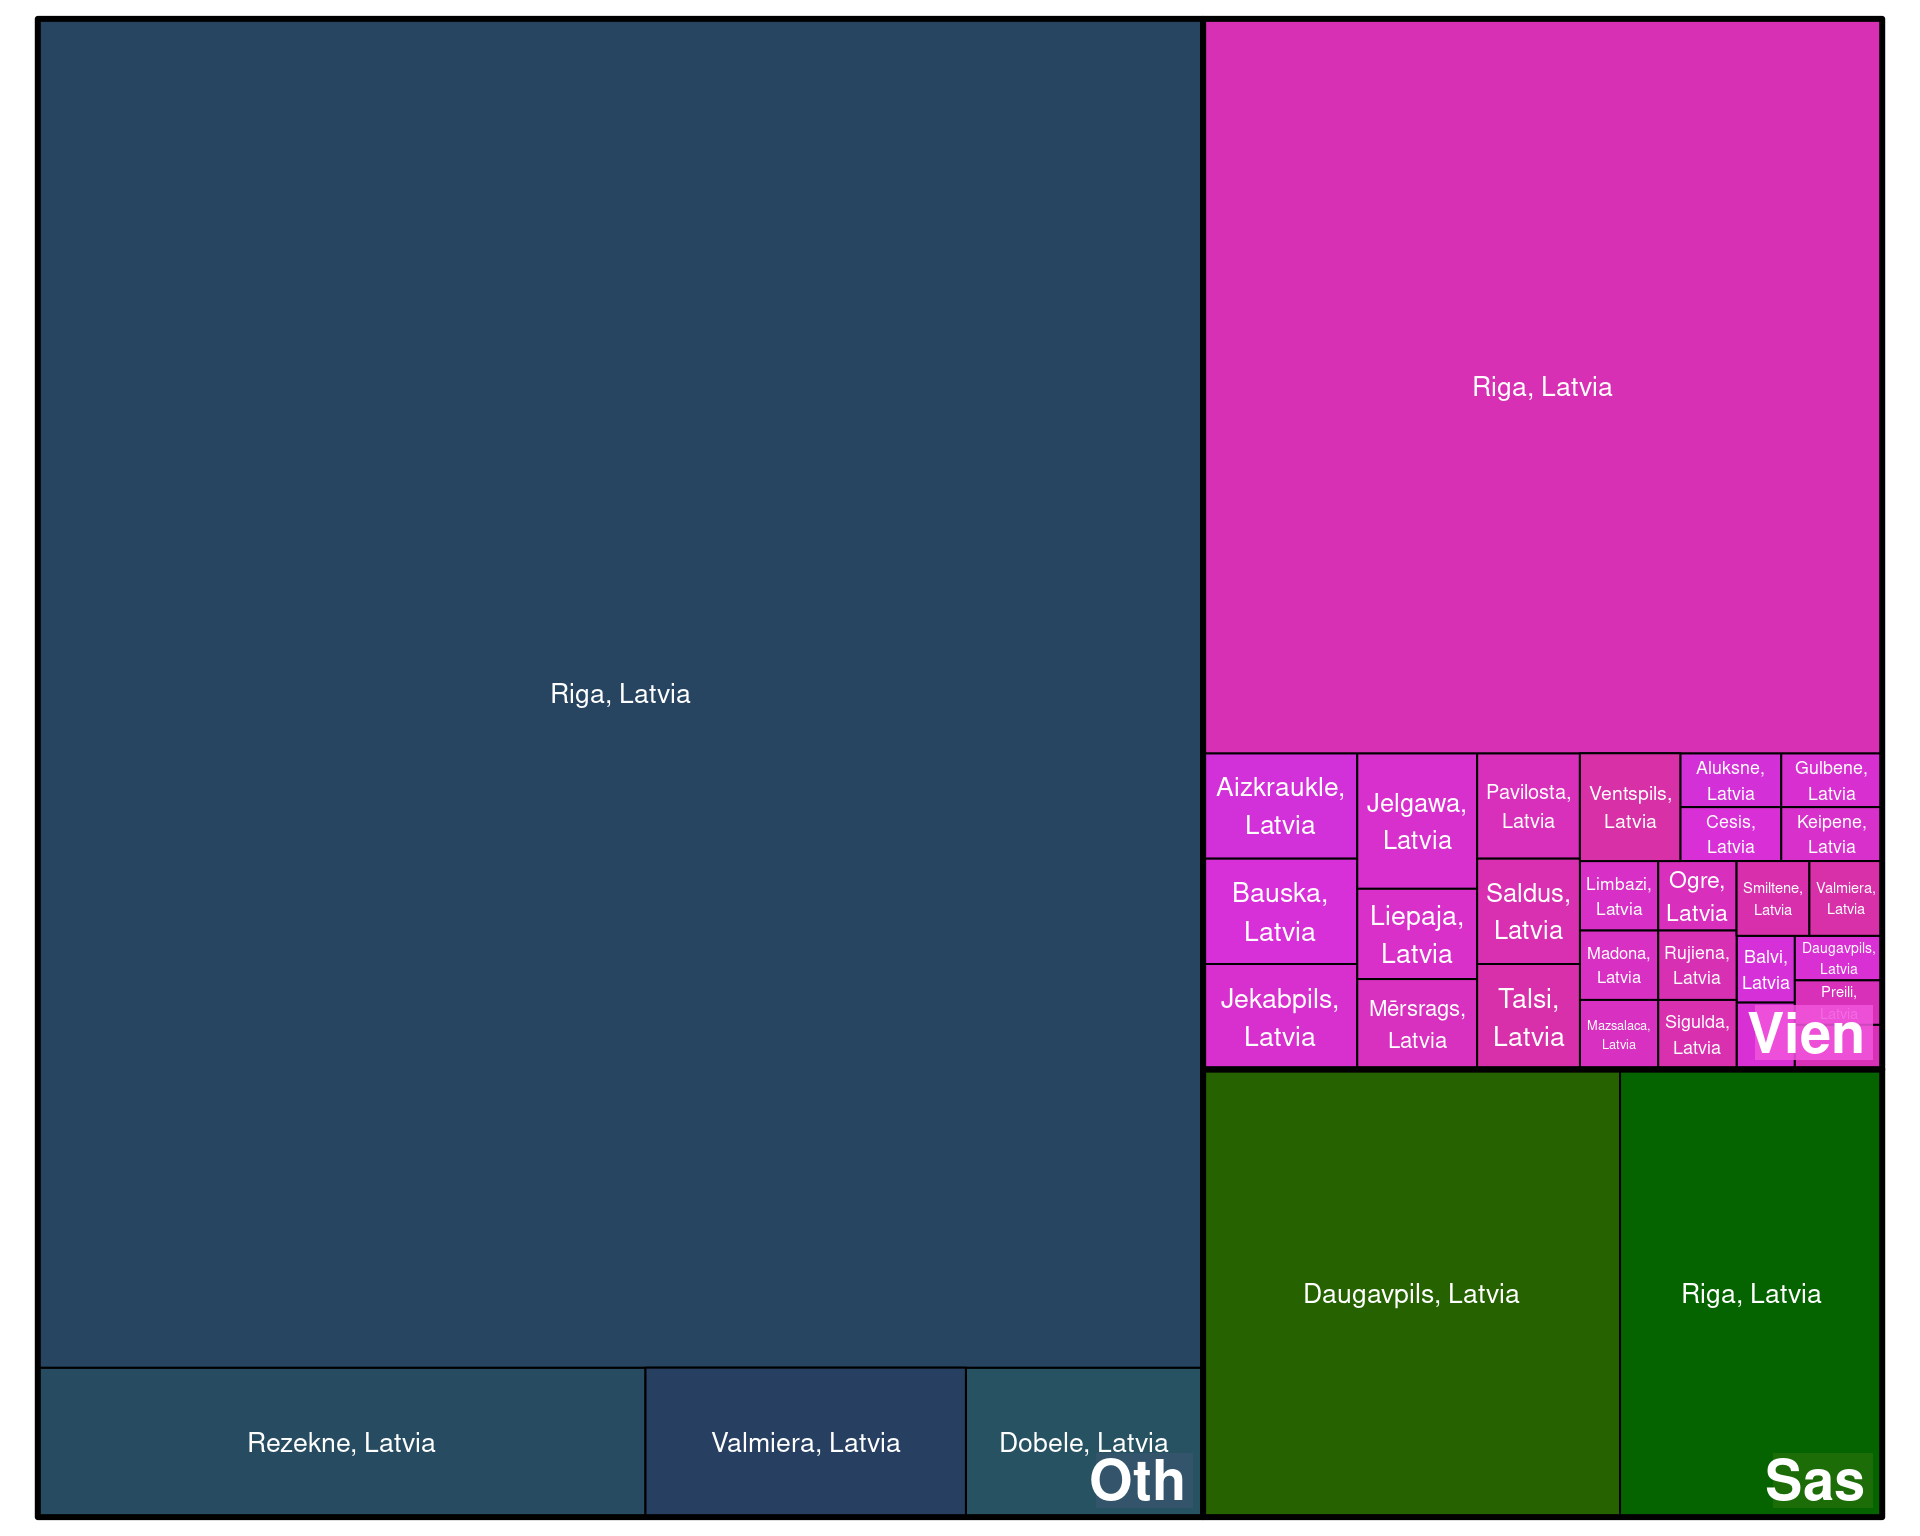 Riga, Latvia
Rezekne, Latvia
Valmiera, Latvia
Dobele, Latvia
Oth
Riga, Latvia
Aizkraukle,
Latvia
Bauska,
Latvia
Jekabpils,
Latvia
Jelgawa,
Latvia
Liepaja,
Latvia
Mērsrags,
Latvia
Pavilosta,
Latvia
Saldus,
Latvia
Talsi,
Latvia
Ventspils,
Latvia
Aluksne,
Latvia
Gulbene,
Latvia
Cesis,
Latvia
Keipene,
Latvia
Limbazi,
Latvia
Ogre,
Latvia
Smiltene,
Latvia
Valmiera,
Latvia
Madona,
Latvia
Rujiena,
Latvia
Balvi,
Latvia
Daugavpils,
Latvia
Preili,
Latvia
Mazsalaca,
Latvia
Sigulda,
Latvia
Vien
Daugavpils, Latvia
Riga, Latvia
Sas